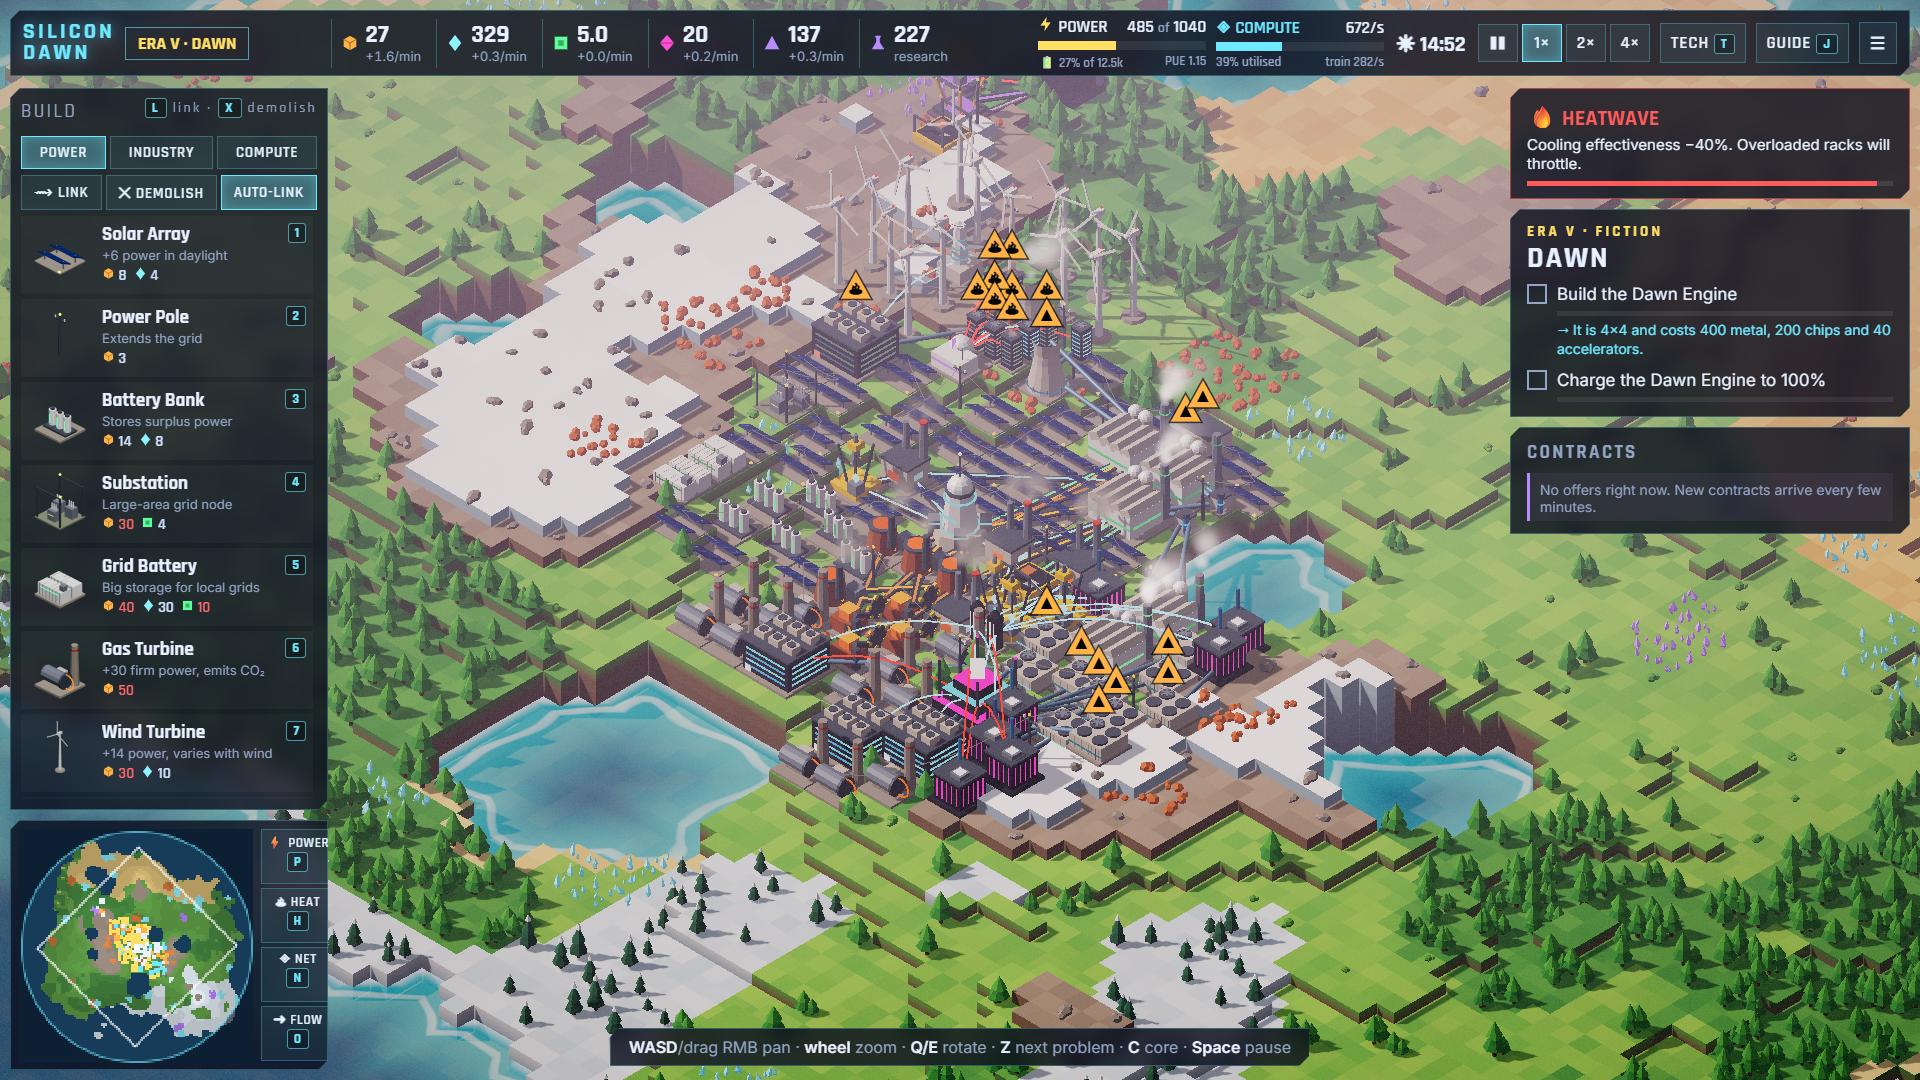 SILICON DAWN
ERA V · DAWN
27 +1.6/min
329 +0.3/min
5.0 +0.0/min
20 +0.2/min
137 +0.3/min
227 research
POWER 485 of 1040
27% of 12.5k PUE 1.15
COMPUTE 672/s
39% utilised train 282/s
14:52
1× 2× 4×
TECH T
GUIDE J
BUILD L link · X demolish
POWER INDUSTRY COMPUTE
LINK DEMOLISH AUTO-LINK
Solar Array 1
+6 power in daylight
8 4
Power Pole 2
Extends the grid
3
Battery Bank 3
Stores surplus power
14 8
Substation 4
Large-area grid node
30 4
Grid Battery 5
Big storage for local grids
40 30 10
Gas Turbine 6
+30 firm power, emits CO₂
50
Wind Turbine 7
+14 power, varies with wind
30 10
POWER
P
HEAT
H
NET
N
FLOW
O
HEATWAVE
Cooling effectiveness −40%. Overloaded racks will
throttle.
ERA V · FICTION
DAWN
Build the Dawn Engine
→ It is 4×4 and costs 400 metal, 200 chips and 40
accelerators.
Charge the Dawn Engine to 100%
CONTRACTS
No offers right now. New contracts arrive every few
minutes.
WASD/drag RMB pan · wheel zoom · Q/E rotate · Z next problem · C core · Space pause